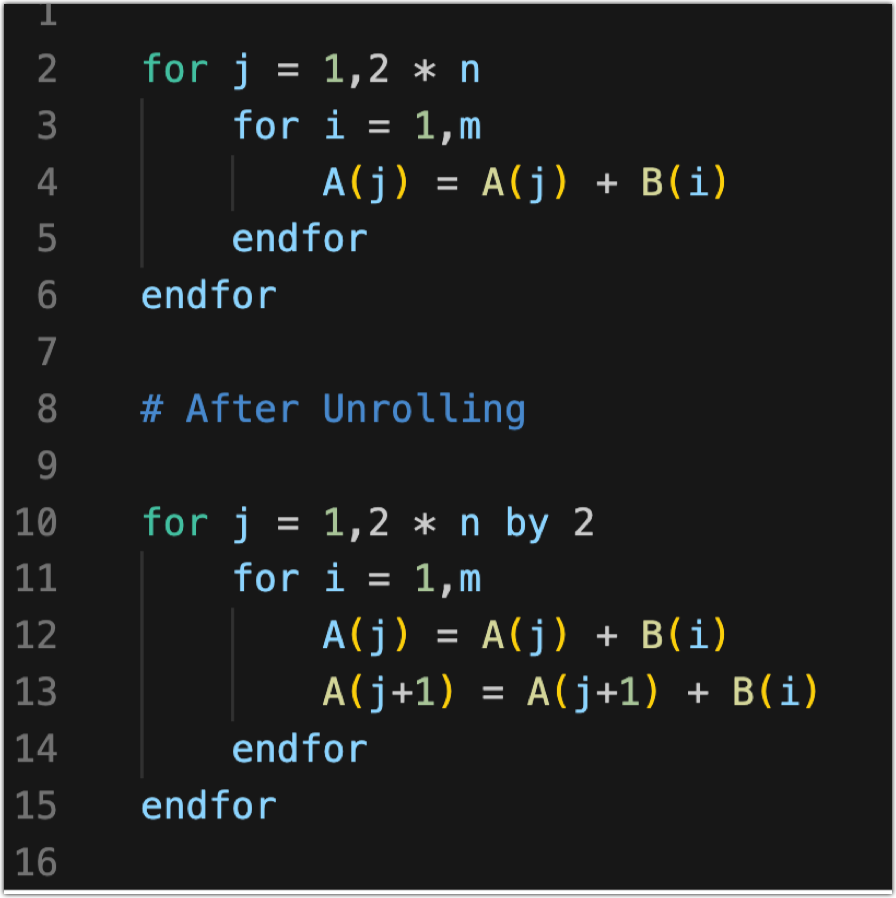 1
2 for j = 1,2 * n
3 for i = 1,m
4 A(j) = A(j) + B(i)
5 endfor
6 endfor
7
8 # After Unrolling
9
10 for j = 1,2 * n by 2
11 for i = 1,m
12 A(j) = A(j) + B(i)
13 A(j+1) = A(j+1) + B(i)
14 endfor
15 endfor
16